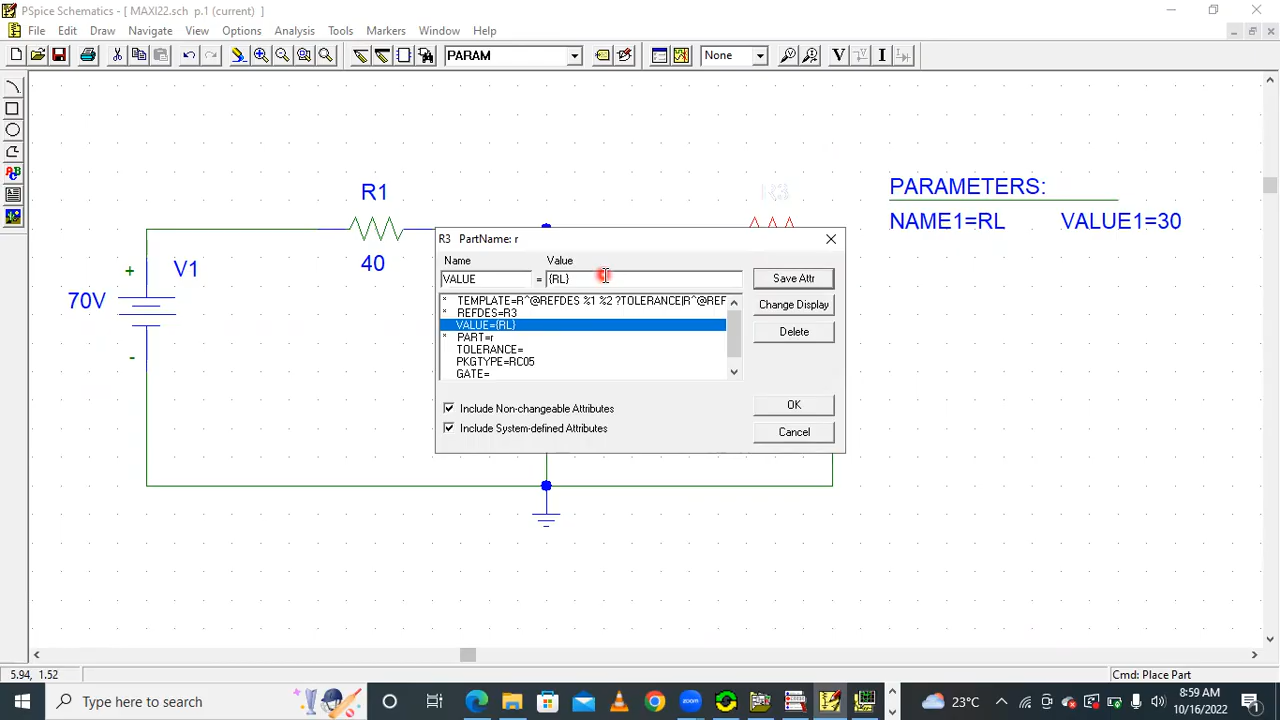 PSpice Schematics - [ MAXI22.sch p.1 (current) ]
File Edit Draw Navigate View Options Analysis Tools Markers Window Help
PARAM
None
V
V
I
I
ABC
R1
40
V1
70V
+
-
R3
PARAMETERS:
NAME1=RL VALUE1=30
R3 PartName: r
Name Value
VALUE = {RL} Save Attr
* TEMPLATE=R^@REFDES %1 %2 ?TOLERANCE|R^@REF
* REFDES=R3
VALUE={RL}
* PART=r
TOLERANCE=
PKGTYPE=RC05
GATE=
Change Display
Delete
Include Non-changeable Attributes
Include System-defined Attributes
OK
Cancel
5.94, 1.52
Cmd: Place Part
Type here to search
zoom
23°C
8:59 AM
10/16/2022
1